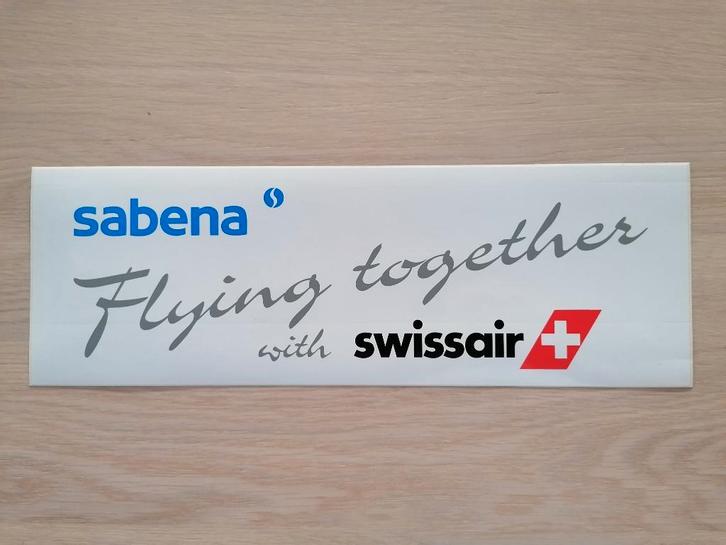 sabena
Flying together
with swissair